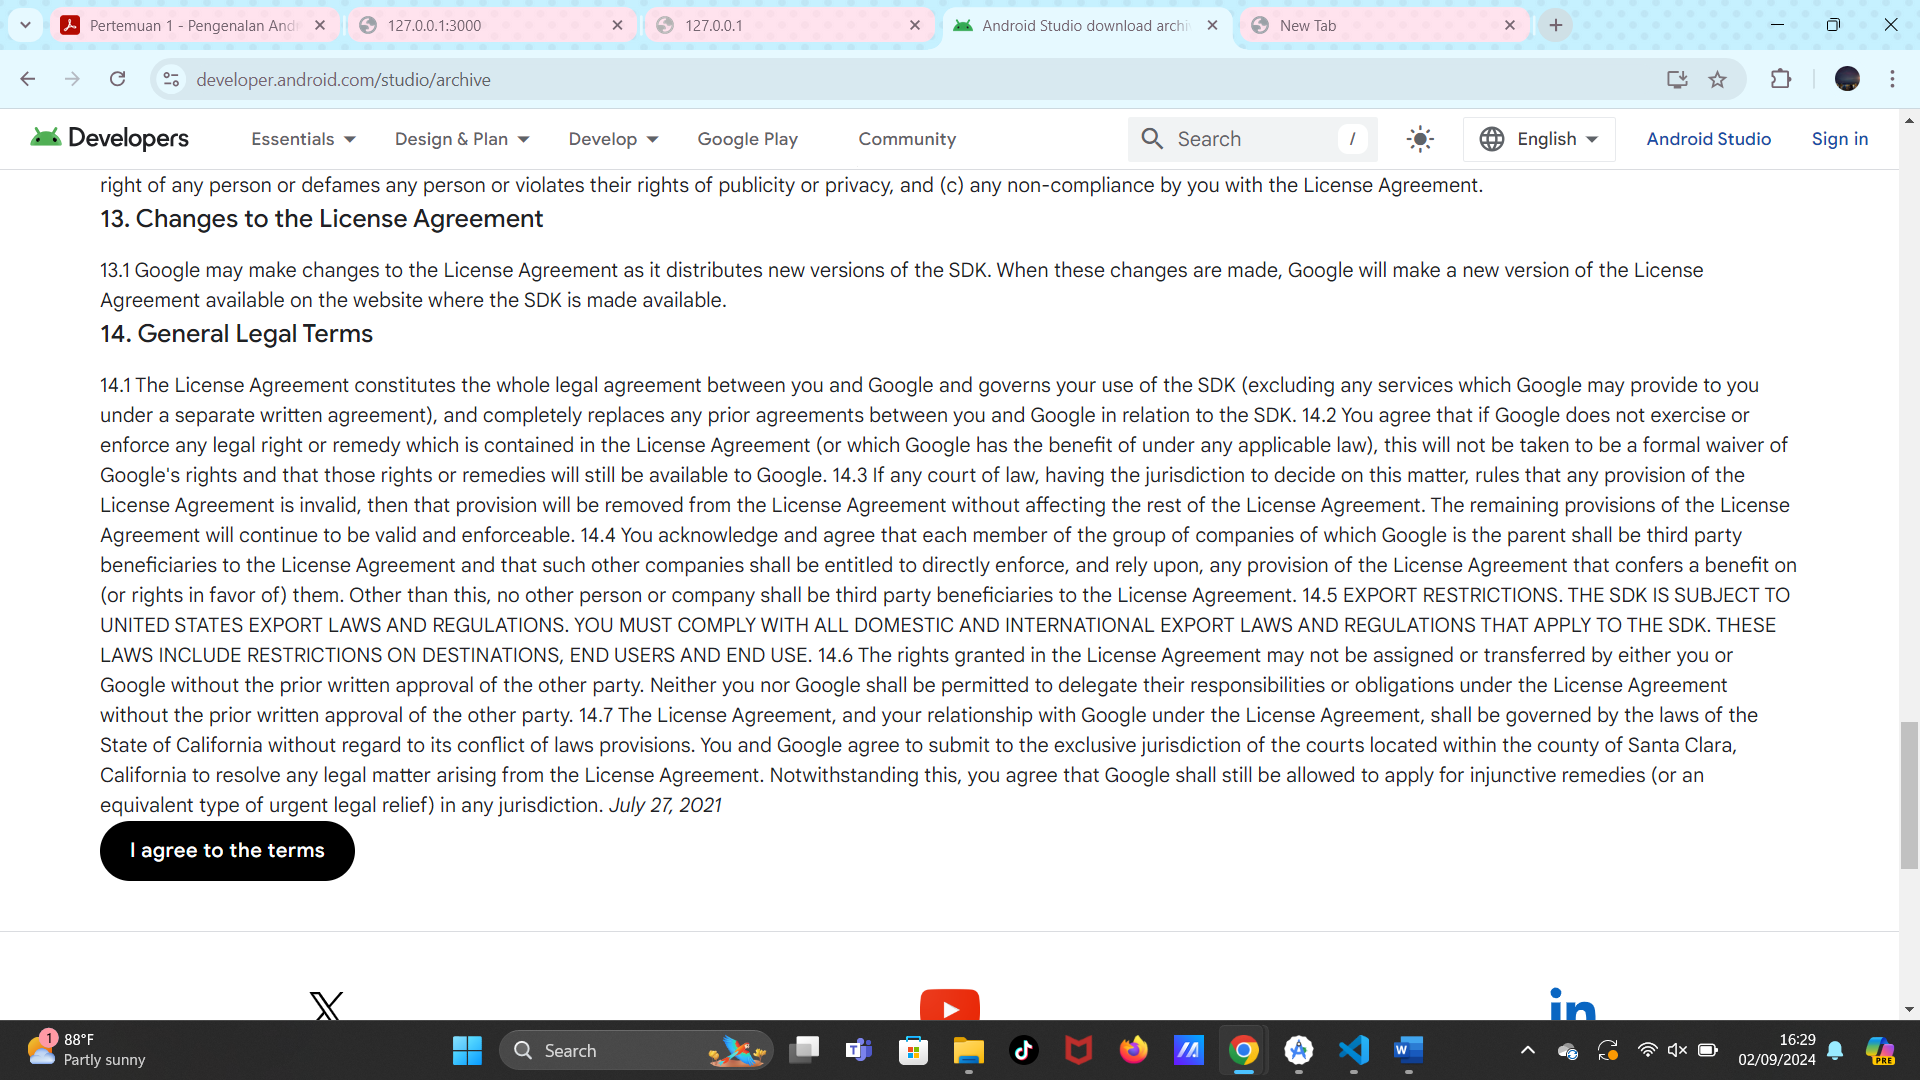 Pertemuan 1 - Pengenalan And
127.0.0.1:3000
127.0.0.1
Android Studio download archi
New Tab
developer.android.com/studio/archive
Developers
Essentials
Design & Plan
Develop
Google Play
Community
Search
/
English
Android Studio
Sign in
right of any person or defames any person or violates their rights of publicity or privacy, and (c) any non-compliance by you with the License Agreement.
13. Changes to the License Agreement
13.1 Google may make changes to the License Agreement as it distributes new versions of the SDK. When these changes are made, Google will make a new version of the License
Agreement available on the website where the SDK is made available.
14. General Legal Terms
14.1 The License Agreement constitutes the whole legal agreement between you and Google and governs your use of the SDK (excluding any services which Google may provide to you
under a separate written agreement), and completely replaces any prior agreements between you and Google in relation to the SDK. 14.2 You agree that if Google does not exercise or
enforce any legal right or remedy which is contained in the License Agreement (or which Google has the benefit of under any applicable law), this will not be taken to be a formal waiver of
Google's rights and that those rights or remedies will still be available to Google. 14.3 If any court of law, having the jurisdiction to decide on this matter, rules that any provision of the
License Agreement is invalid, then that provision will be removed from the License Agreement without affecting the rest of the License Agreement. The remaining provisions of the License
Agreement will continue to be valid and enforceable. 14.4 You acknowledge and agree that each member of the group of companies of which Google is the parent shall be third party
beneficiaries to the License Agreement and that such other companies shall be entitled to directly enforce, and rely upon, any provision of the License Agreement that confers a benefit on
(or rights in favor of) them. Other than this, no other person or company shall be third party beneficiaries to the License Agreement. 14.5 EXPORT RESTRICTIONS. THE SDK IS SUBJECT TO
UNITED STATES EXPORT LAWS AND REGULATIONS. YOU MUST COMPLY WITH ALL DOMESTIC AND INTERNATIONAL EXPORT LAWS AND REGULATIONS THAT APPLY TO THE SDK. THESE
LAWS INCLUDE RESTRICTIONS ON DESTINATIONS, END USERS AND END USE. 14.6 The rights granted in the License Agreement may not be assigned or transferred by either you or
Google without the prior written approval of the other party. Neither you nor Google shall be permitted to delegate their responsibilities or obligations under the License Agreement
without the prior written approval of the other party. 14.7 The License Agreement, and your relationship with Google under the License Agreement, shall be governed by the laws of the
State of California without regard to its conflict of laws provisions. You and Google agree to submit to the exclusive jurisdiction of the courts located within the county of Santa Clara,
California to resolve any legal matter arising from the License Agreement. Notwithstanding this, you agree that Google shall still be allowed to apply for injunctive remedies (or an
equivalent type of urgent legal relief) in any jurisdiction. July 27, 2021
I agree to the terms
in
1
88°F
Partly sunny
Search
16:29
02/09/2024
PRE